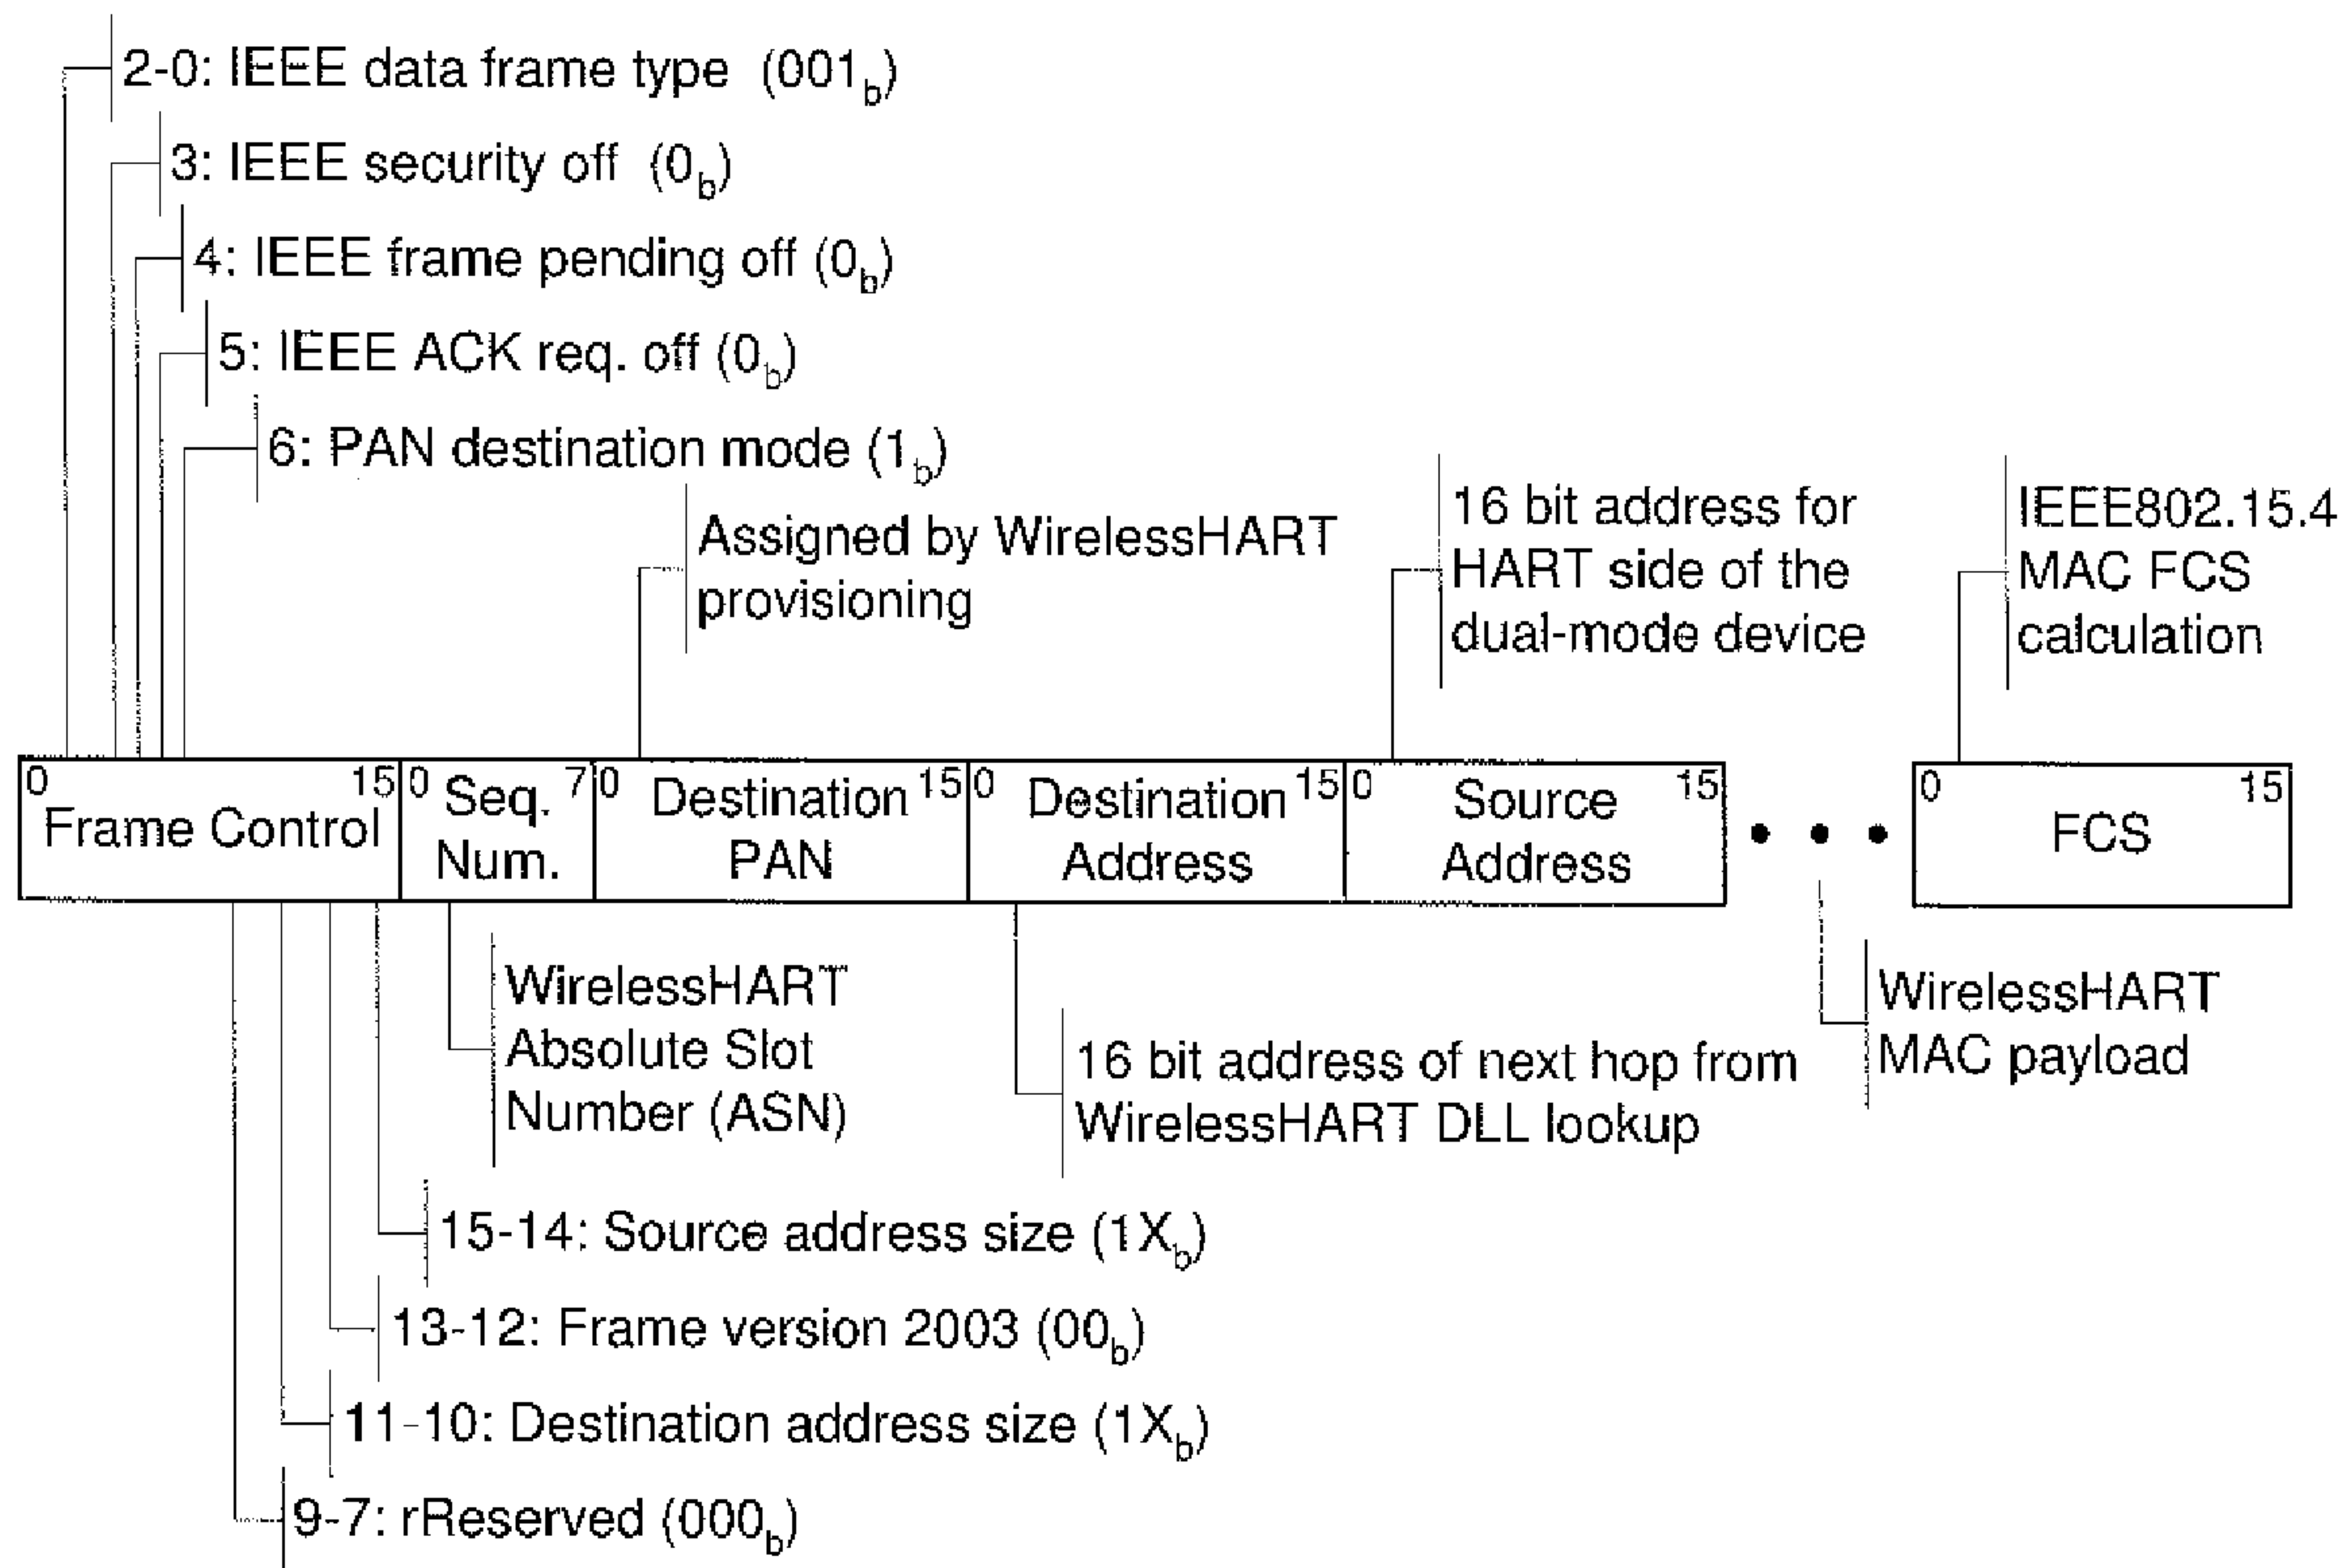 2-0: IEEE data frame type (001b)
3: IEEE security off (0b)
4: IEEE frame pending off (0b)
5: IEEE ACK req. off (0b)
6: PAN destination mode (1b)
Assigned by WirelessHART
provisioning
16 bit address for
HART side of the
dual-mode device
IEEE802.15.4
MAC FCS
calculation
0 15
Frame Control
0 7
Seq.
Num.
0 15
Destination
PAN
0 15
Destination
Address
0 15
Source
Address
• • •
0 15
FCS
WirelessHART
Absolute Slot
Number (ASN)
16 bit address of next hop from
WirelessHART DLL lookup
WirelessHART
MAC payload
15-14: Source address size (1Xb)
13-12: Frame version 2003 (00b)
11-10: Destination address size (1Xb)
9-7: rReserved (000b)